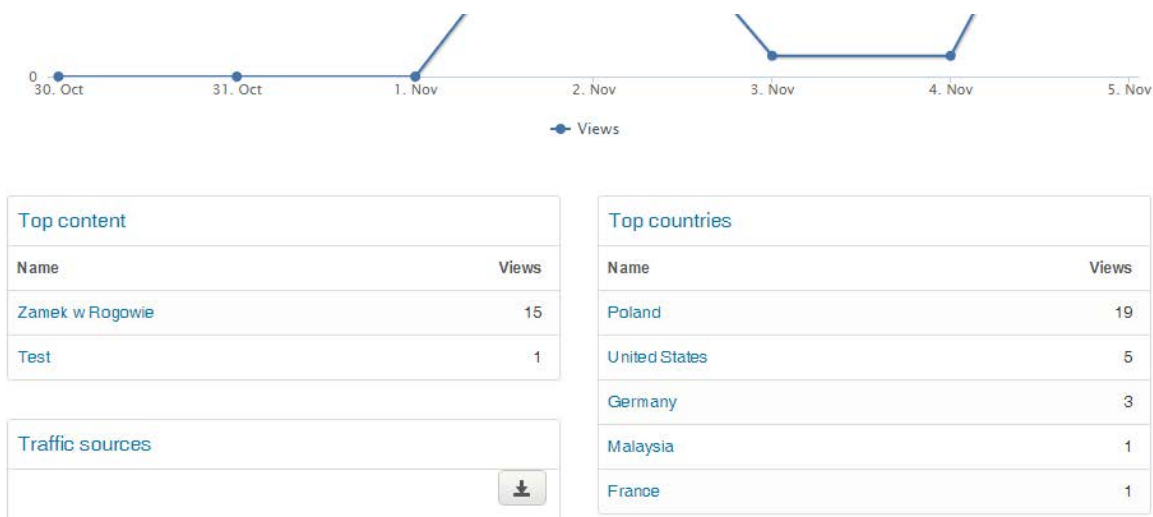 0
30. Oct 31. Oct 1. Nov 2. Nov 3. Nov 4. Nov 5. Nov
Views
Top content
Name Views
Zamek w Rogowie 15
Test 1
Traffic sources
Top countries
Name Views
Poland 19
United States 5
Germany 3
Malaysia 1
France 1